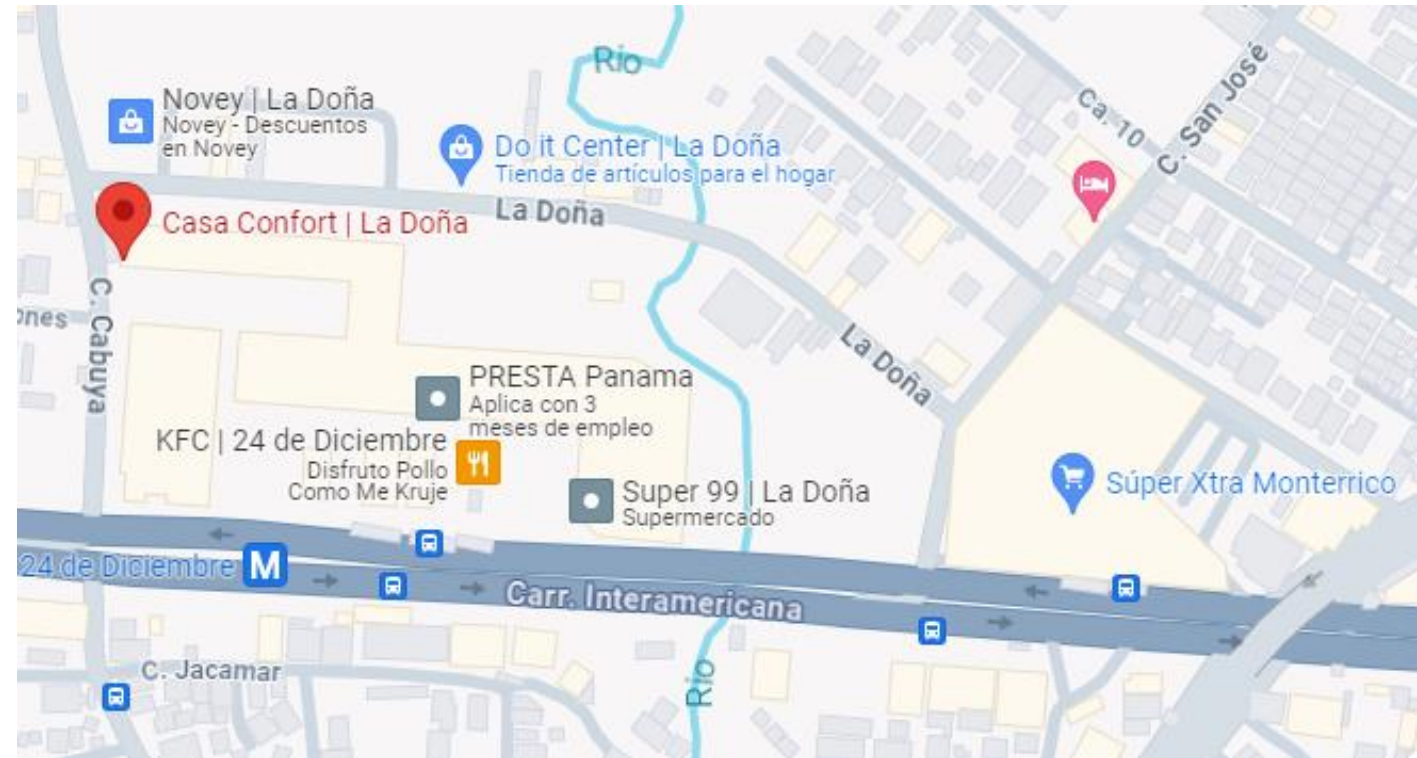 Rio
Novey | La Doña
Novey - Descuentos
en Novey
Do it Center | La Doña
Tienda de artículos para el hogar
Ca. 10
C. San José
Casa Confort | La Doña
La Doña
ones
C. Cabuya
La Doña
PRESTA Panama
Aplica con 3
meses de empleo
KFC | 24 de Diciembre
Disfruto Pollo
Como Me Kruje
Super 99 | La Doña
Supermercado
Súper Xtra Monterrico
24 de Diciembre M
Carr. Interamericana
C. Jacamar
Rio